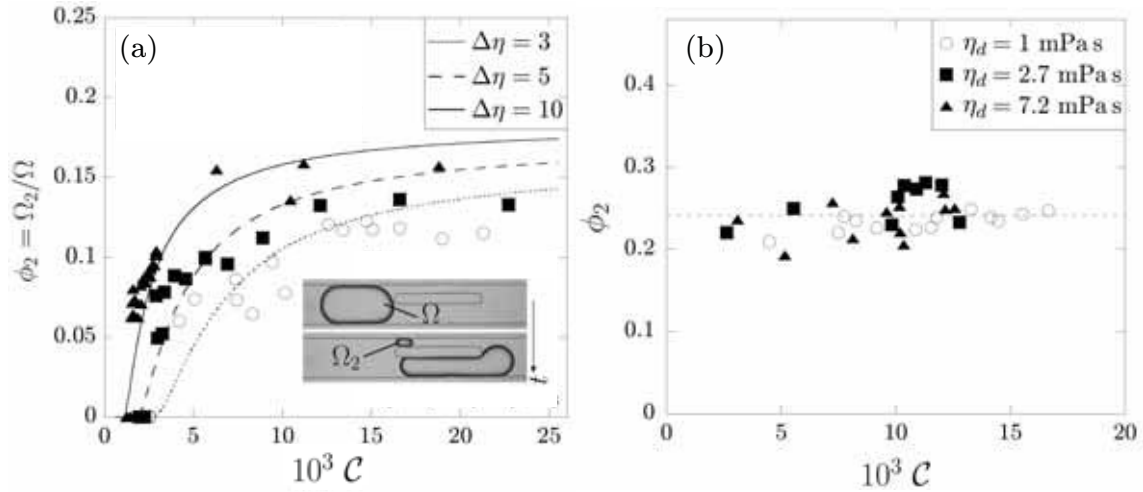 (a)
Δη = 3
Δη = 5
Δη = 10
0.25
0.2
0.15
0.1
0.05
0
ϕ₂ = Ω₂/Ω
Ω
Ω₂
t
5
10
15
20
25
10³ C
(b)
η_d = 1 mPa s
η_d = 2.7 mPa s
η_d = 7.2 mPa s
0.4
0.3
0.2
0.1
0
ϕ₂
0
5
10
15
20
10³ C